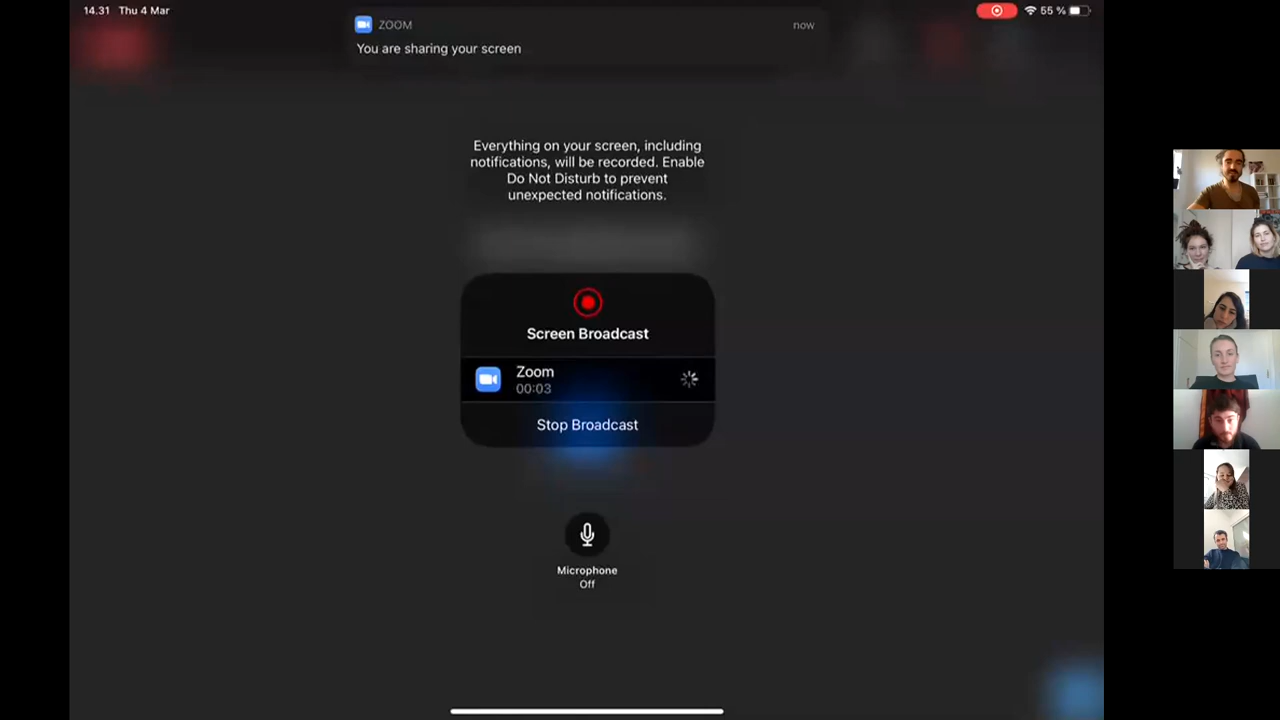 14.31 Thu 4 Mar
ZOOM
now
55 %
You are sharing your screen
Everything on your screen, including
notifications, will be recorded. Enable
Do Not Disturb to prevent
unexpected notifications.
Screen Broadcast
Zoom
00:03
Stop Broadcast
Microphone
Off